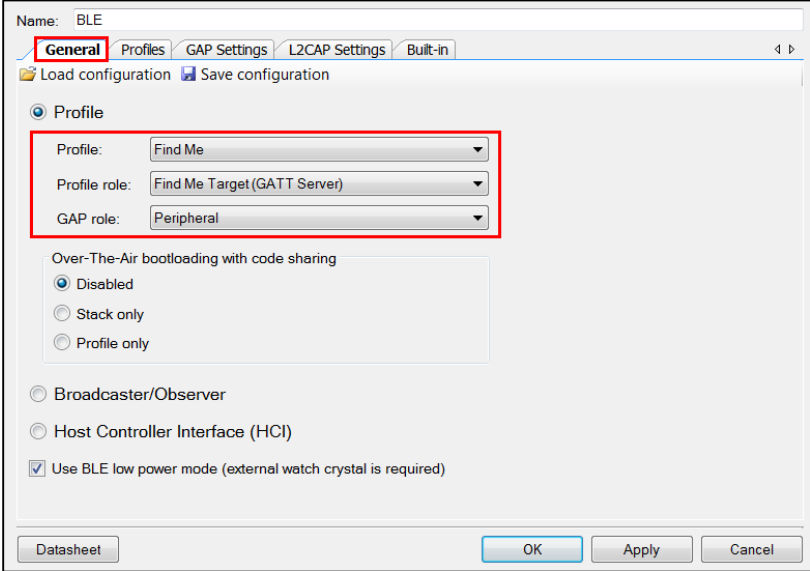 Name: BLE
General Profiles GAP Settings L2CAP Settings Built-in
Load configuration Save configuration
Profile
Profile: Find Me
Profile role: Find Me Target (GATT Server)
GAP role: Peripheral
Over-The-Air bootloading with code sharing
Disabled
Stack only
Profile only
Broadcaster/Observer
Host Controller Interface (HCI)
Use BLE low power mode (external watch crystal is required)
Datasheet OK Apply Cancel